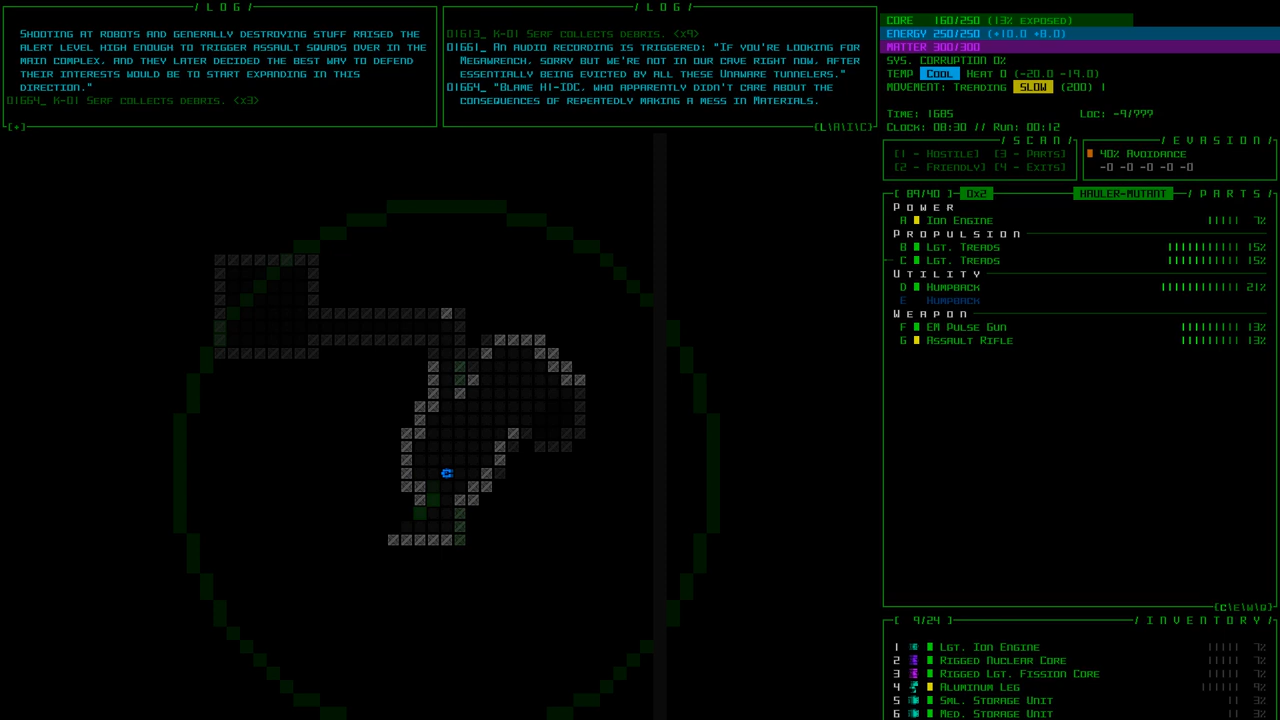 / L O G /
Shooting at robots and generally destroying stuff raised the
alert level high enough to trigger assault squads over in the
main complex, and they later decided the best way to defend
their interests would be to start expanding in this
direction."
01664_ K-01 Serf collects debris. <x3>
[+]
/ L O G /
01613_ K-01 Serf collects debris. <x9>
01661_ An audio recording is triggered: "If you're looking for
Megawrench, sorry but we're not in our cave right now, after
essentially being evicted by all these Unaware tunnelers."
01664_ "Blame H1-IDC, who apparently didn't care about the
consequences of repeatedly making a mess in Materials.
[L\A\I\C]
Core 160/250 (13% exposed)
Energy 250/250 (+10.0 +8.0)
Matter 300/300
Sys. Corruption 0%
Temp Cool Heat 0 (-20.0 -19.0)
Movement: Treading SLOW (200) 1
Time: 1685 Loc: -9/???
Clock: 08:30 // Run: 00:12
/ S C A N /
[1 - Hostile] [3 - Parts]
[2 - Friendly] [4 - Exits]
/ E V A S I O N /
40% Avoidance
-0 -0 -0 -0 -0
[ 89/40 ] 0x2 HAULER-MUTANT / P A R T S /
P o w e r
A Ion Engine 7%
P r o p u l s i o n
B Lgt. Treads 15%
C Lgt. Treads 15%
U t i l i t y
D Humpback 21%
E Humpback
W e a p o n
F EM Pulse Gun 13%
G Assault Rifle 13%
[C\E\W\Q]
[ 9/24 ] / I N V E N T O R Y /
1 Lgt. Ion Engine 7%
2 Rigged Nuclear Core 7%
3 Rigged Lgt. Fission Core 7%
4 Aluminum Leg 9%
5 Sml. Storage Unit 3%
6 Med. Storage Unit 3%